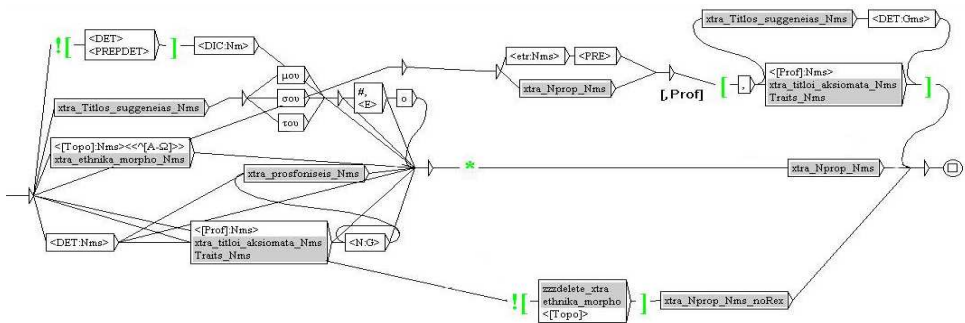 ![
<DET>
<PREPDET>
]
<DIC:Nm>
xtra_Titlos_suggeneias_Nms
μου
σου
του
#,
<E>
ο
<[Topo]:Nms><<^[Α-Ω]>>
xtra_ethnika_morpho_Nms
xtra_prosfoniseis_Nms
<DET:Nms>
<[Prof]:Nms>
xtra_titloi_aksiomata_Nms
Traits_Nms
<N:G>
<etr:Nms>
<PRE>
xtra_Nprop_Nms
[,Prof]
[
,
xtra_Titlos_suggeneias_Nms
<DET:Gms>
<[Prof]:Nms>
xtra_titloi_aksiomata_Nms
Traits_Nms
]
*
xtra_Nprop_Nms
![
zzzdelete_xtra
ethnika_morpho
<[Topo]>
]
xtra_Nprop_Nms_noRex